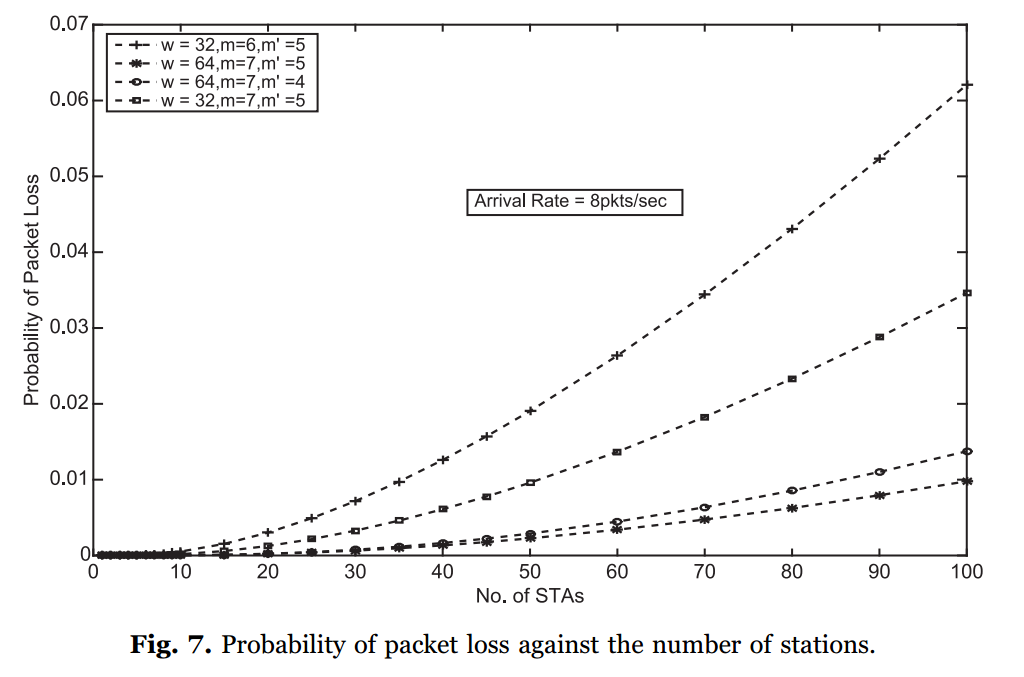 0.07
w = 32,m=6,m' =5
w = 64,m=7,m' =5
w = 64,m=7,m' =4
w = 32,m=7,m' =5
0.06
0.05
Arrival Rate = 8pkts/sec
0.04
0.03
0.02
0.01
0
Probability of Packet Loss
0 10 20 30 40 50 60 70 80 90 100
No. of STAs
Fig. 7. Probability of packet loss against the number of stations.